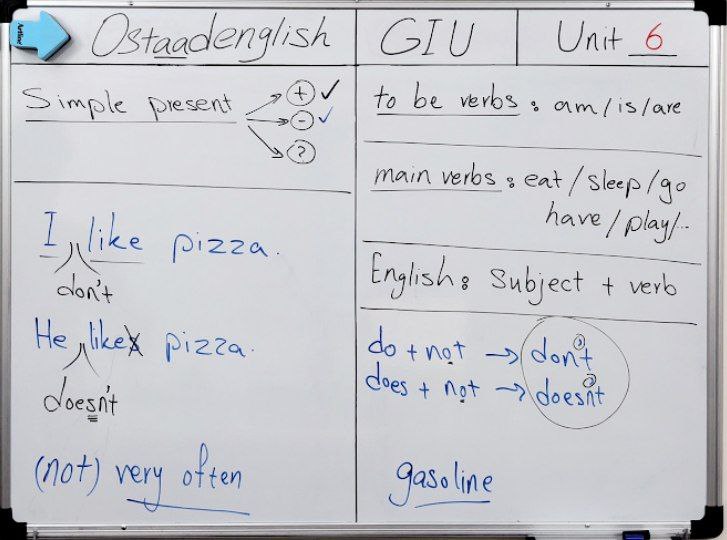 Artline
Ostaadenglish
GIU
Unit 6
Simple present
+ ✓
- ✓
?
I like pizza.
don't
He likes pizza.
doesn't
(not) very often
to be verbs : am/is/are
main verbs : eat/sleep/go
have/play/..
English : Subject + verb
do + not → don't
does + not → doesn't
gasoline